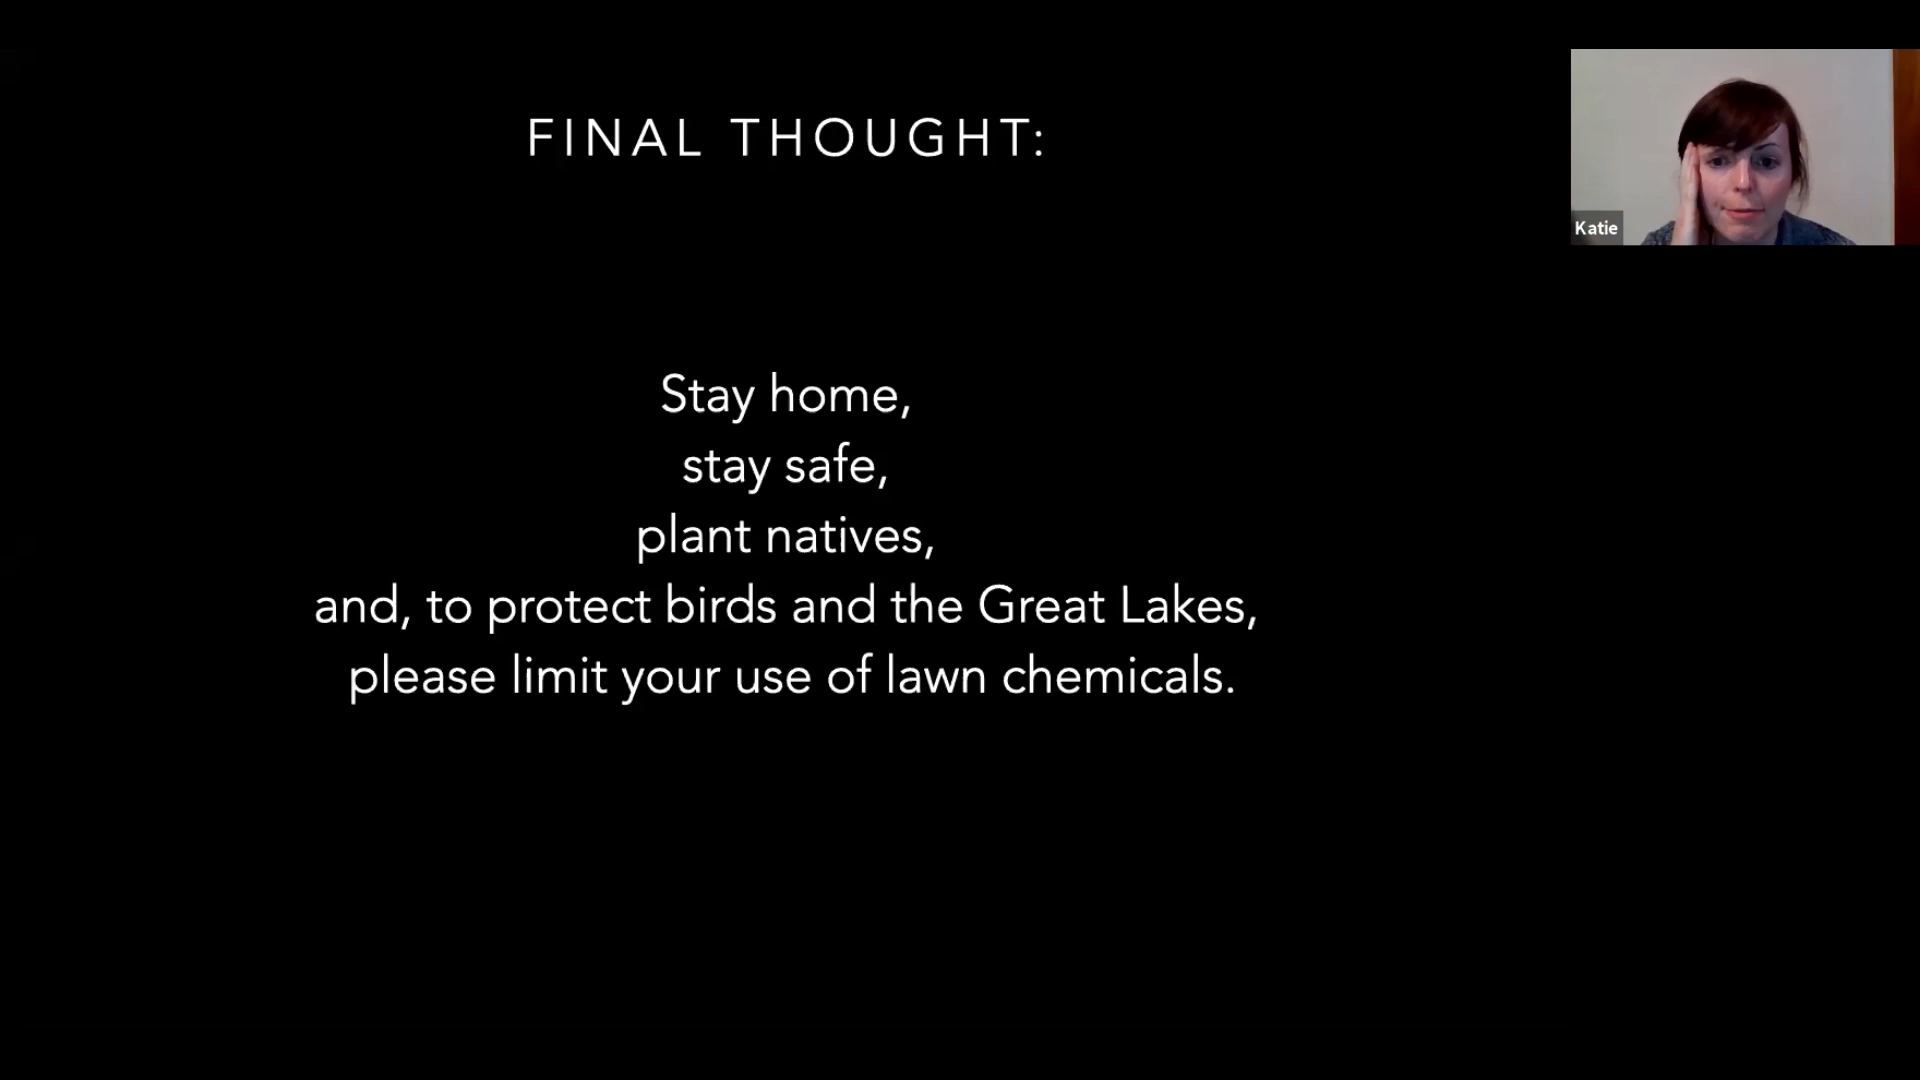 FINAL THOUGHT:
Katie
Stay home,
stay safe,
plant natives,
and, to protect birds and the Great Lakes,
please limit your use of lawn chemicals.